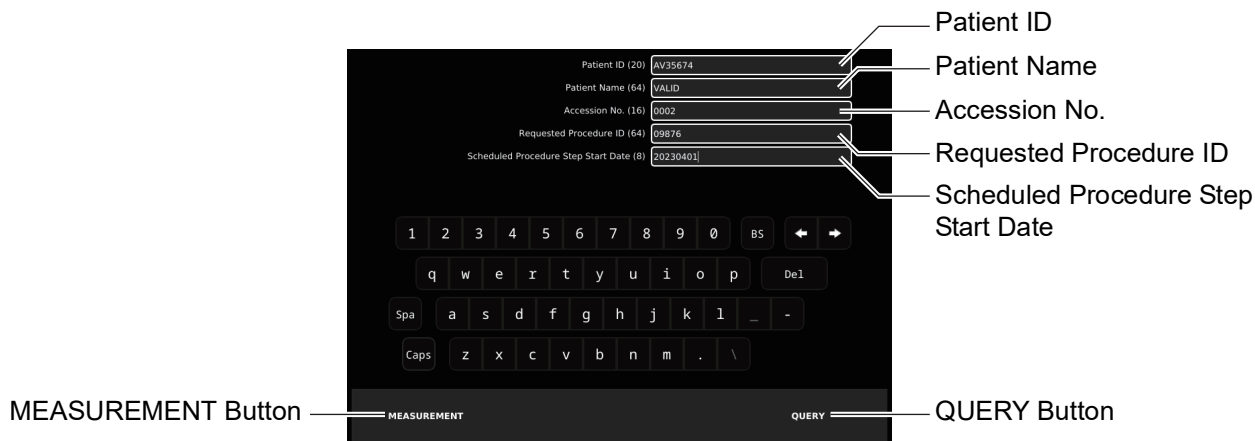 Patient ID
Patient ID (20) AV35674
Patient Name
Patient Name (64) VALID
Accession No.
Accession No. (16) 0002
Requested Procedure ID (64) 09876
Requested Procedure ID
Scheduled Procedure Step Start Date (8) 20230401
Scheduled Procedure Step
Start Date
1 2 3 4 5 6 7 8 9 0 BS
q w e r t y u i o p Del
Spa a s d f g h j k l _ -
Caps z x c v b n m . \
MEASUREMENT Button
MEASUREMENT
QUERY
QUERY Button